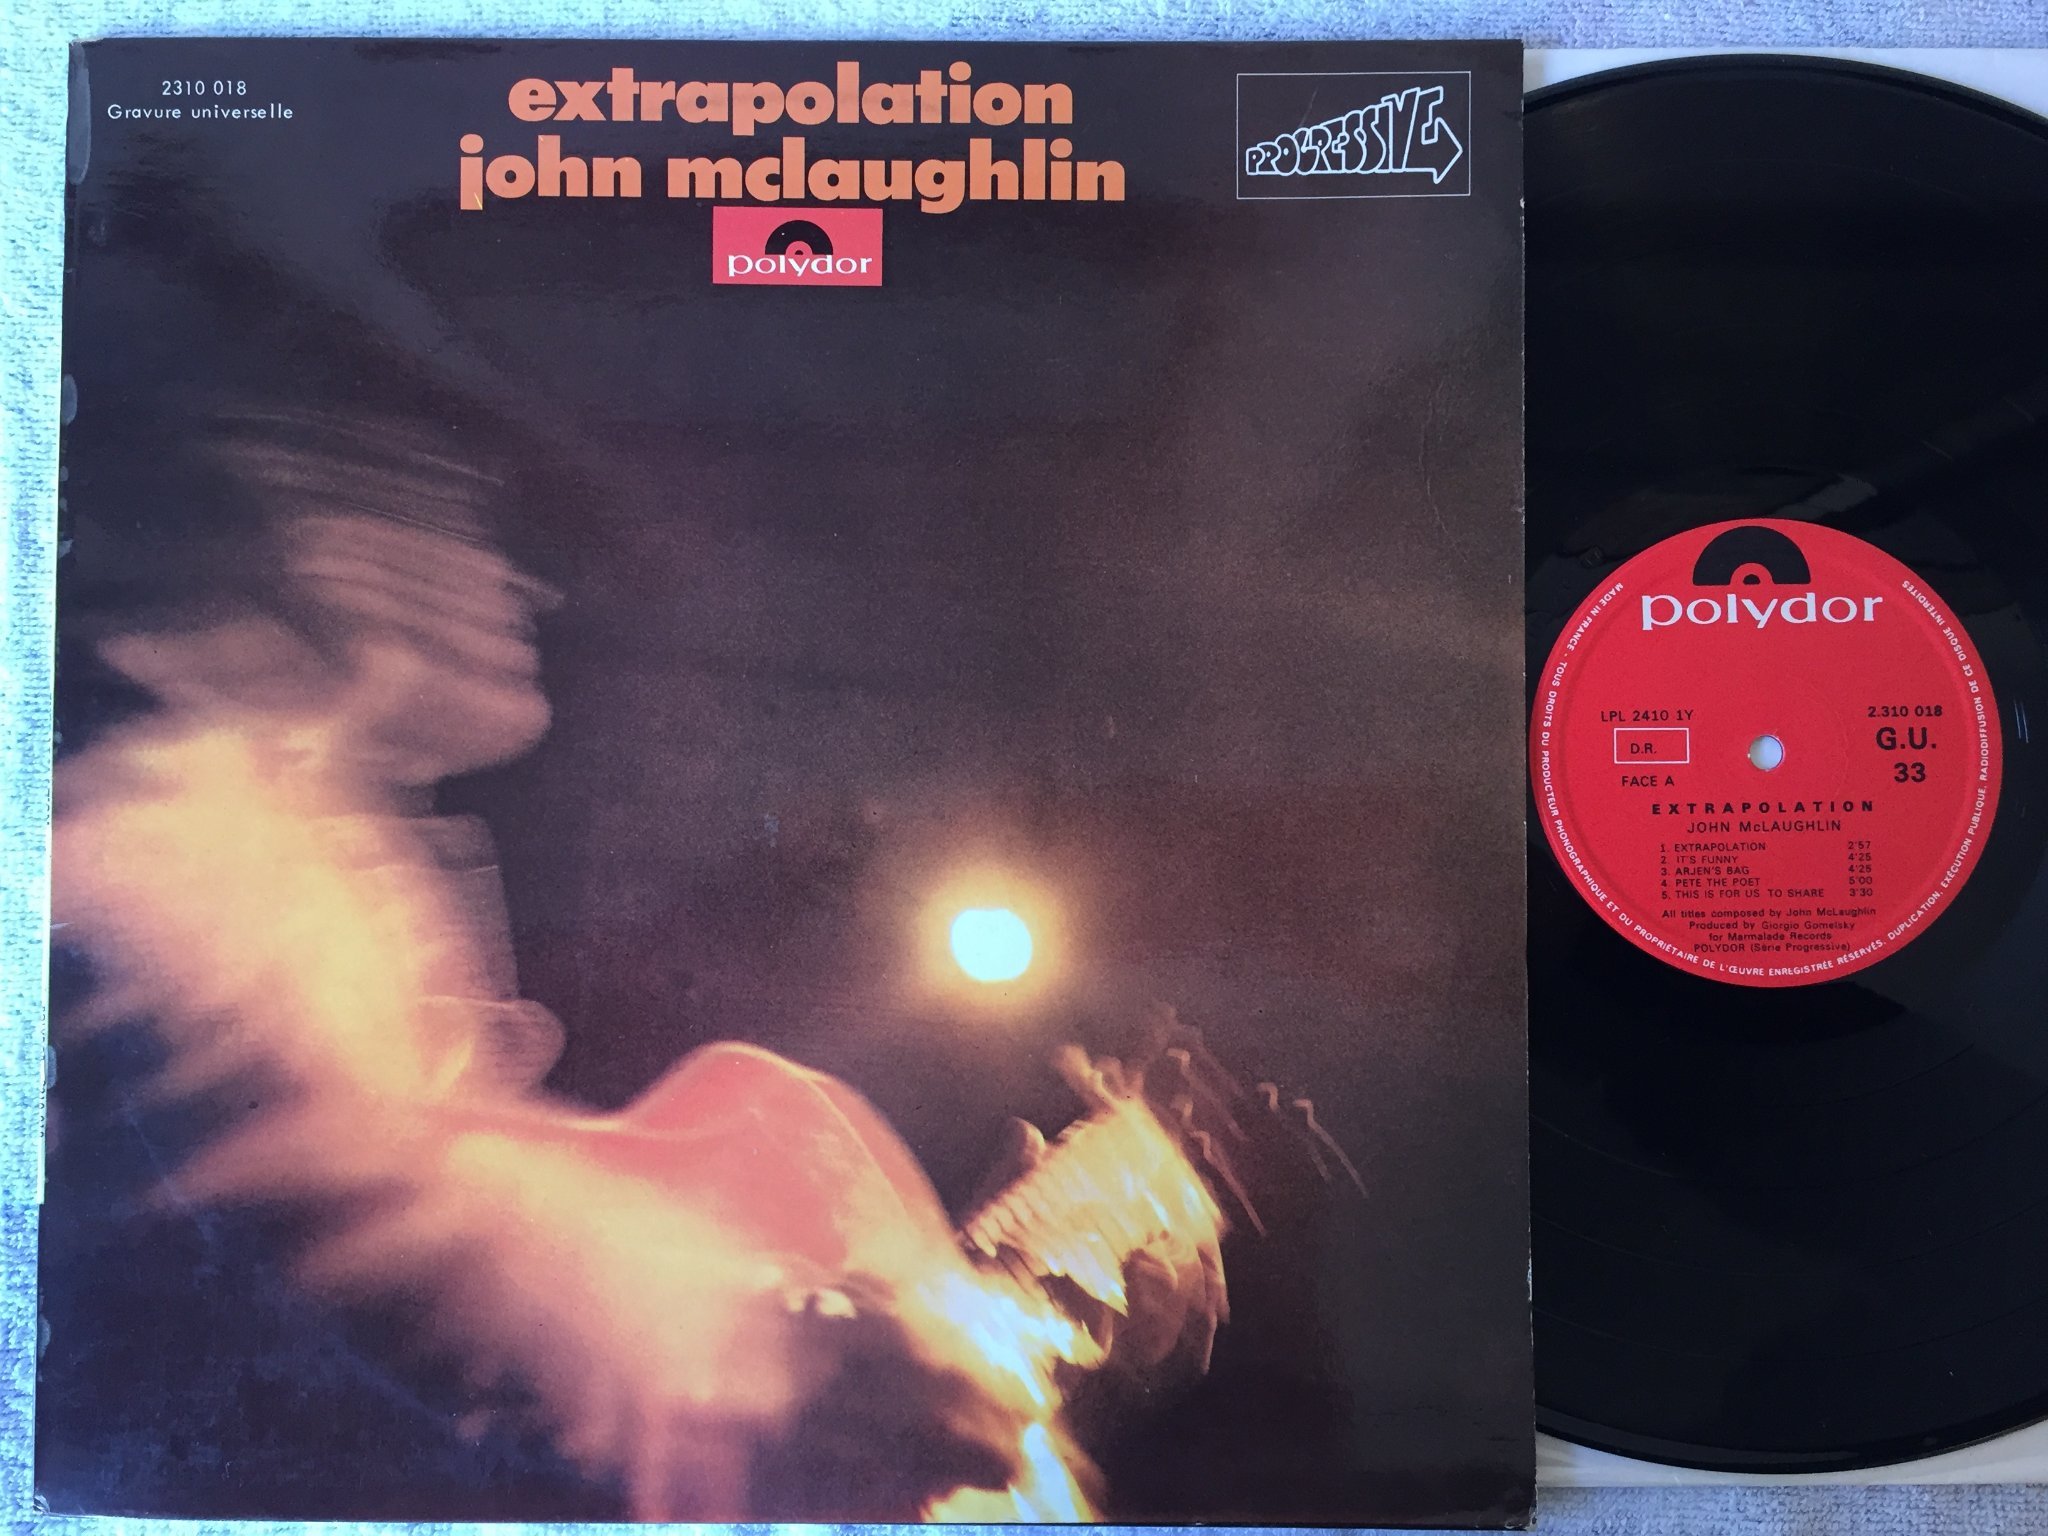 2310 018
Gravure universelle
extrapolation
john mclaughlin
polydor
PROGRESSIVE
polydor
MADE IN FRANCE - TOUS DROITS DU PRODUCTEUR PHONOGRAPHIQUE ET DU PROPRIÉTAIRE DE L'ŒUVRE ENREGISTRÉE RÉSERVÉS. DUPLICATION, EXÉCUTION PUBLIQUE, RADIODIFFUSION DE CE DISQUE INTERDITES
LPL 2410 1Y
2.310 018
D.R.
G.U.
FACE A
33
EXTRAPOLATION
JOHN McLAUGHLIN
1. EXTRAPOLATION 2'57
2. IT'S FUNNY 4'25
3. ARJEN'S BAG 4'25
4. PETE THE POET 5'00
5. THIS IS FOR US TO SHARE 3'30
All titles composed by John McLaughlin
Produced by Giorgio Gomelsky
for Marmalade Records
POLYDOR (Série Progressive)